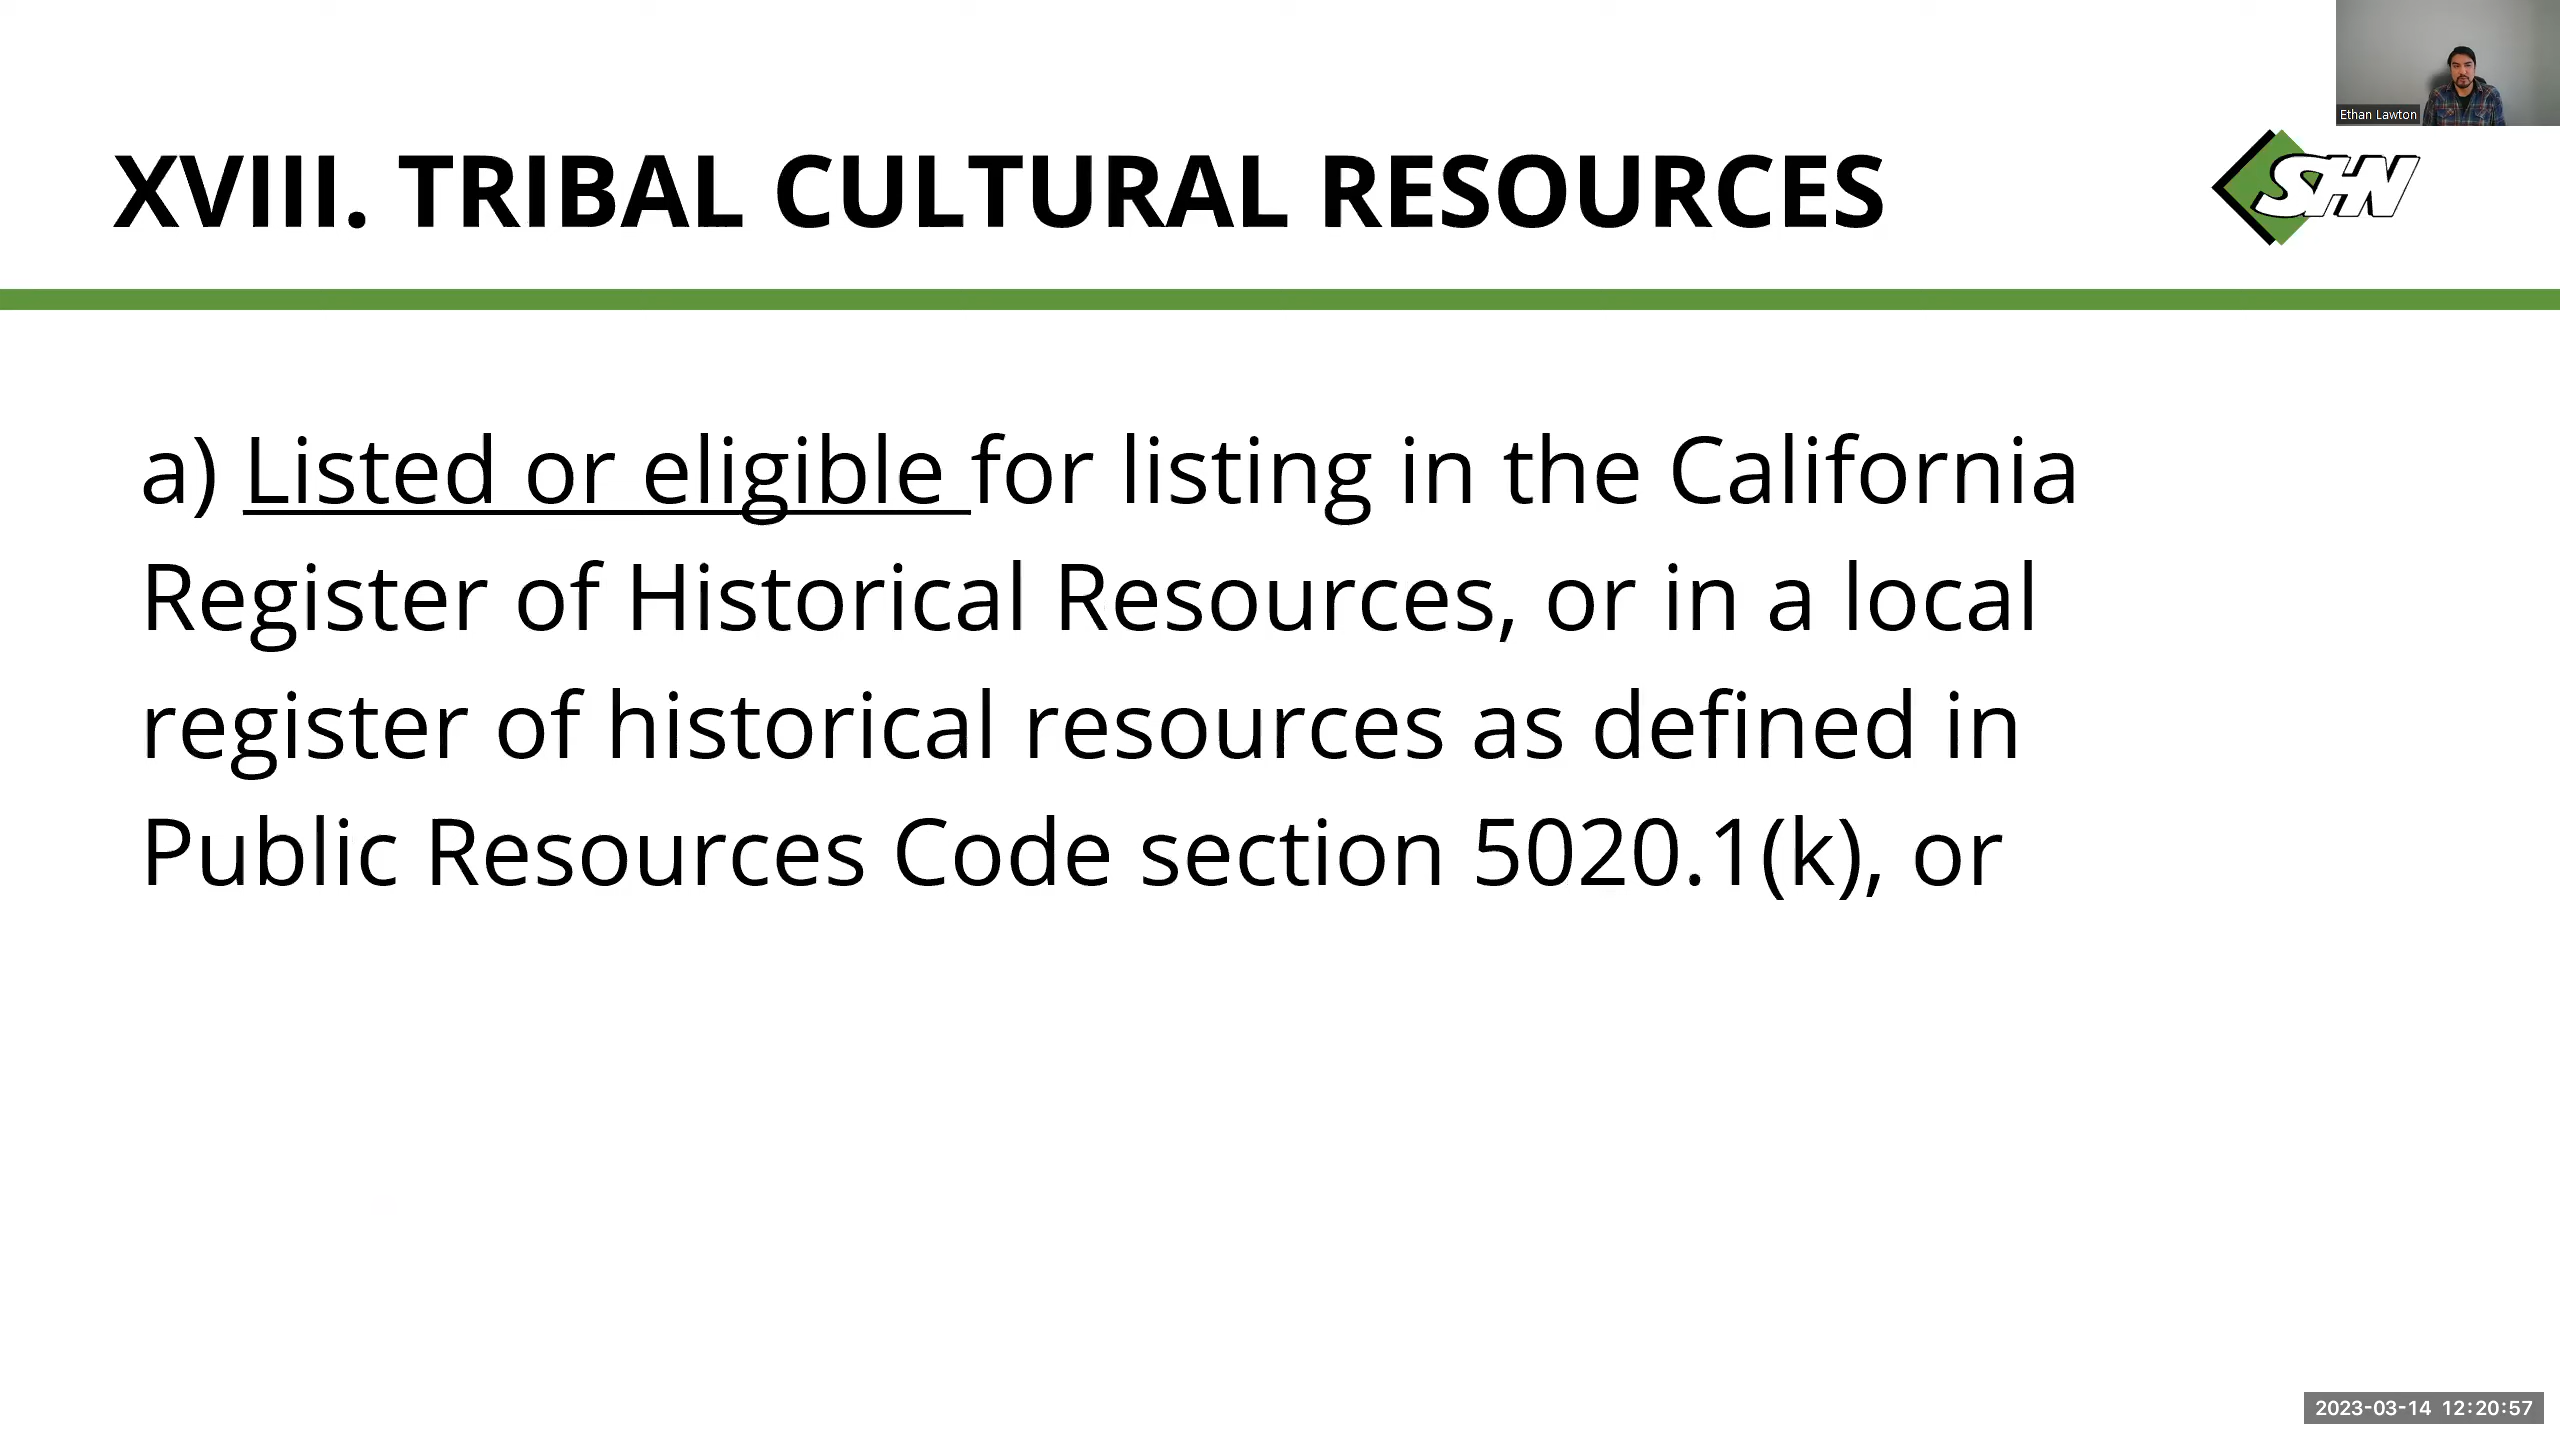 Ethan Lawton
XVIII. TRIBAL CULTURAL RESOURCES
SHN
a) Listed or eligible for listing in the California
Register of Historical Resources, or in a local
register of historical resources as defined in
Public Resources Code section 5020.1(k), or
2023-03-14 12:20:57